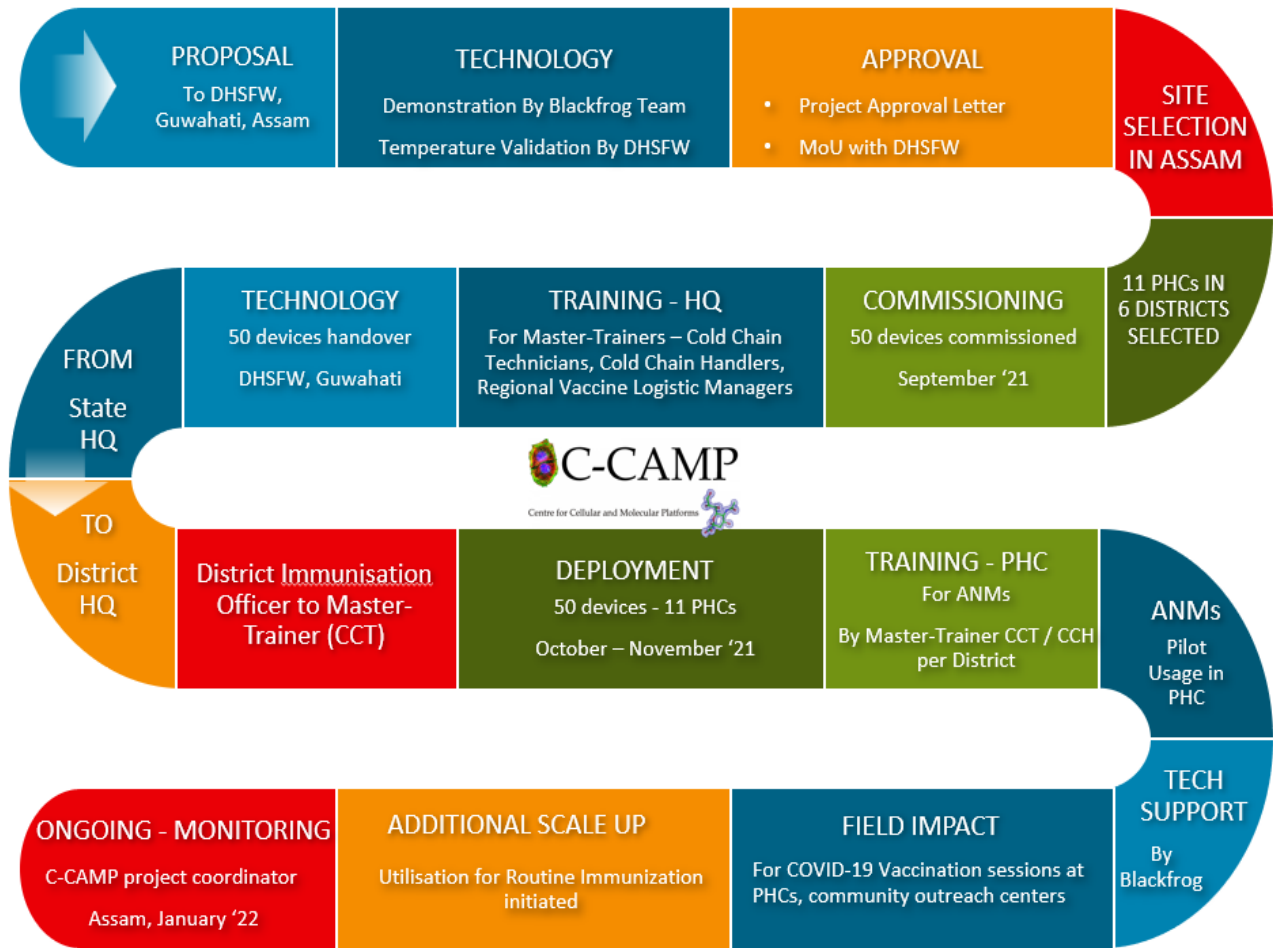 PROPOSAL
To DHSFW,
Guwahati, Assam
TECHNOLOGY
Demonstration By Blackfrog Team
Temperature Validation By DHSFW
APPROVAL
• Project Approval Letter
• MoU with DHSFW
SITE
SELECTION
IN ASSAM
11 PHCs IN
6 DISTRICTS
SELECTED
COMMISSIONING
50 devices commissioned
September ‘21
TRAINING - HQ
For Master-Trainers – Cold Chain
Technicians, Cold Chain Handlers,
Regional Vaccine Logistic Managers
TECHNOLOGY
50 devices handover
DHSFW, Guwahati
FROM
State
HQ
C-CAMP
Centre for Cellular and Molecular Platforms
TO
District
HQ
District Immunisation
Officer to Master-
Trainer (CCT)
DEPLOYMENT
50 devices - 11 PHCs
October – November ‘21
TRAINING - PHC
For ANMs
By Master-Trainer CCT / CCH
per District
ANMs
Pilot
Usage in
PHC
TECH
SUPPORT
By
Blackfrog
FIELD IMPACT
For COVID-19 Vaccination sessions at
PHCs, community outreach centers
ADDITIONAL SCALE UP
Utilisation for Routine Immunization
initiated
ONGOING - MONITORING
C-CAMP project coordinator
Assam, January ‘22